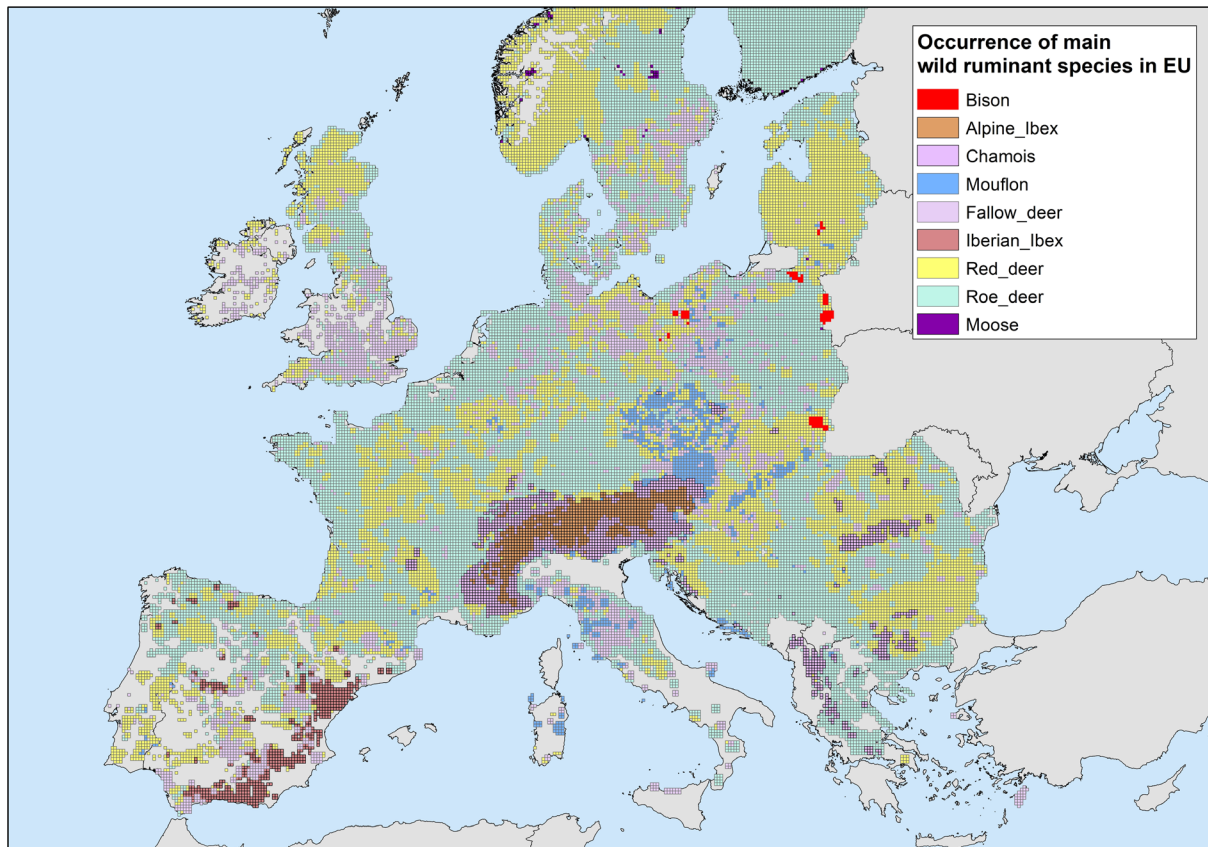 Occurrence of main
wild ruminant species in EU
Bison
Alpine_Ibex
Chamois
Mouflon
Fallow_deer
Iberian_Ibex
Red_deer
Roe_deer
Moose